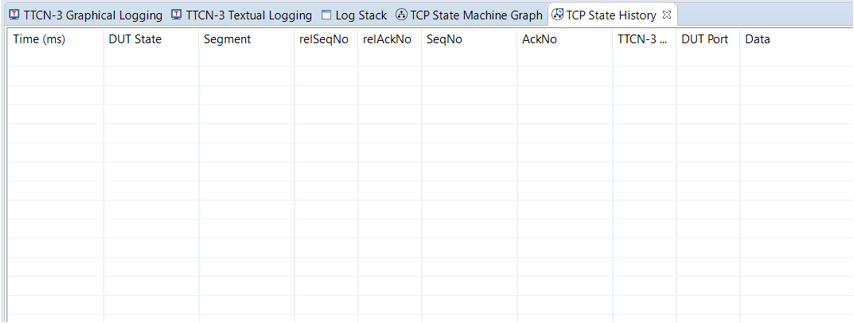 TTCN-3 Graphical Logging TTCN-3 Textual Logging Log Stack TCP State Machine Graph TCP State History
Time (ms) DUT State Segment relSeqNo relAckNo SeqNo AckNo TTCN-3 ... DUT Port Data